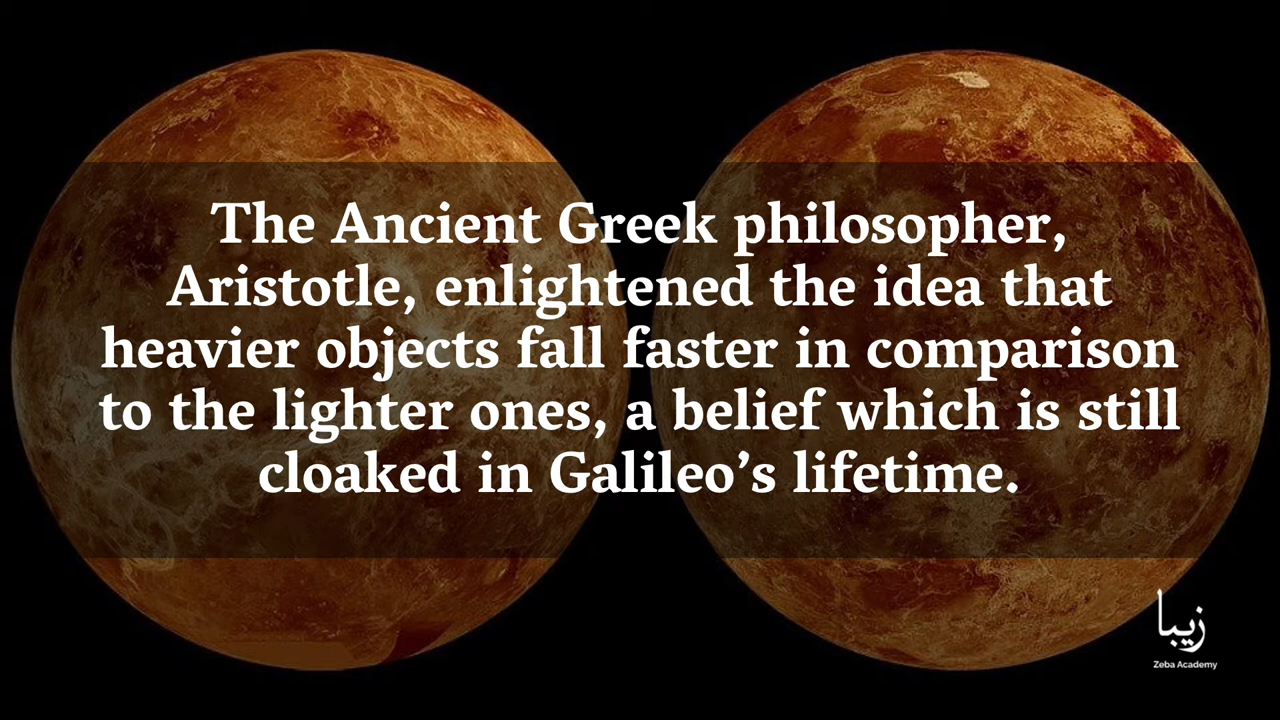 The Ancient Greek philosopher,
Aristotle, enlightened the idea that
heavier objects fall faster in comparison
to the lighter ones, a belief which is still
cloaked in Galileo’s lifetime.
زیبا
Zeba Academy